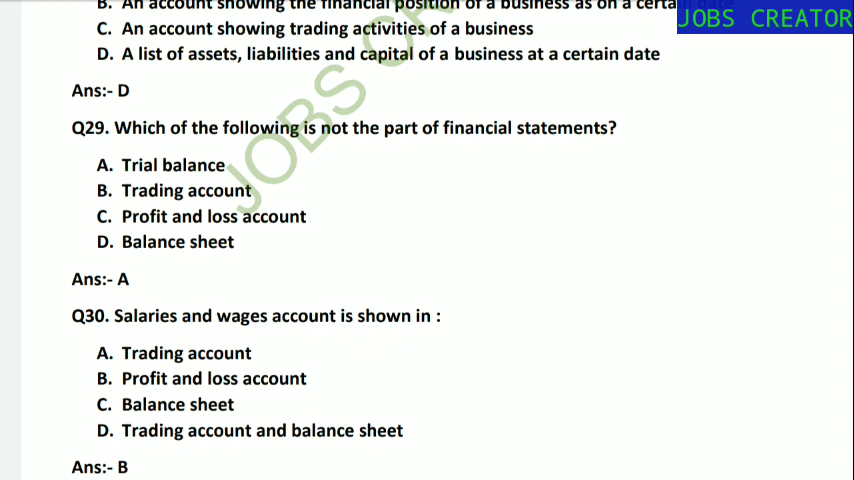 B. An account showing the financial position of a business as on a certain date
JOBS CREATOR
C. An account showing trading activities of a business
D. A list of assets, liabilities and capital of a business at a certain date
Ans:- D
Q29. Which of the following is not the part of financial statements?
A. Trial balance
B. Trading account
C. Profit and loss account
D. Balance sheet
Ans:- A
Q30. Salaries and wages account is shown in :
A. Trading account
B. Profit and loss account
C. Balance sheet
D. Trading account and balance sheet
Ans:- B
JOBS CR